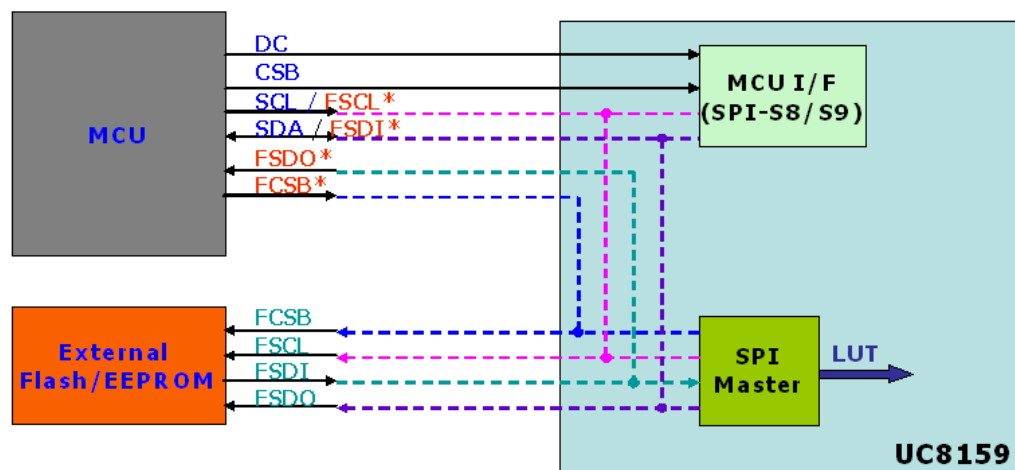 MCU
DC
CSB
SCL / FSCL*
SDA / FSDI*
FSDO*
FCSB*
MCU I/F
(SPI-S8/S9)
External
Flash/EEPROM
FCSB
FSCL
FSDI
FSDO
SPI
Master
LUT
UC8159